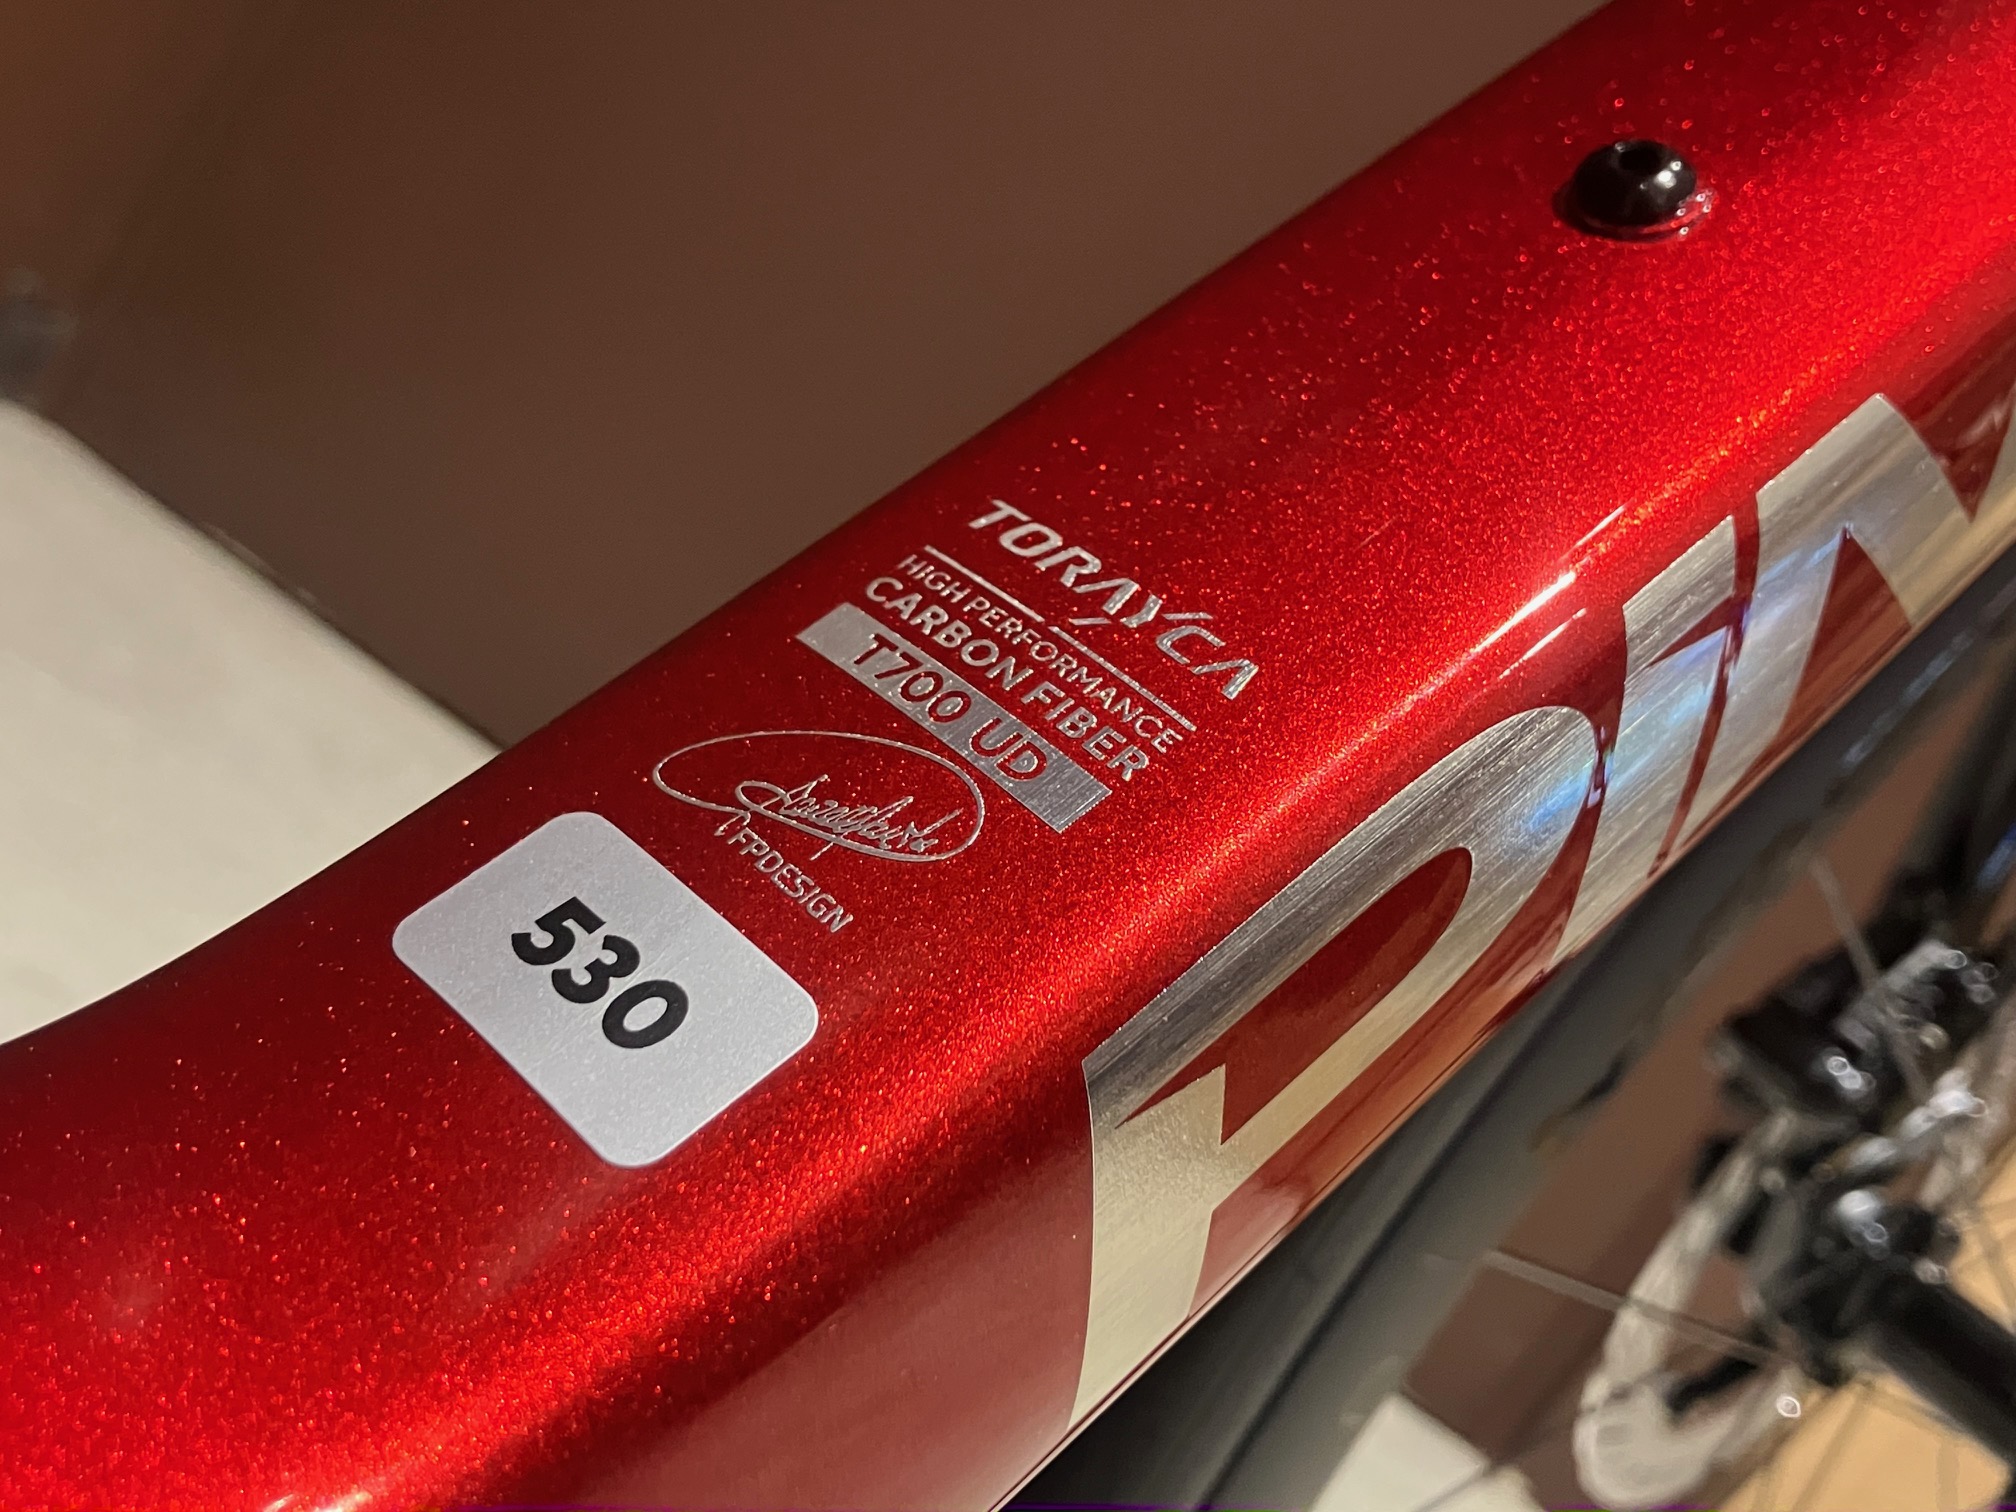 TORAYCA
HIGH PERFORMANCE
CARBON FIBER
T700 UD
FPDESIGN
530